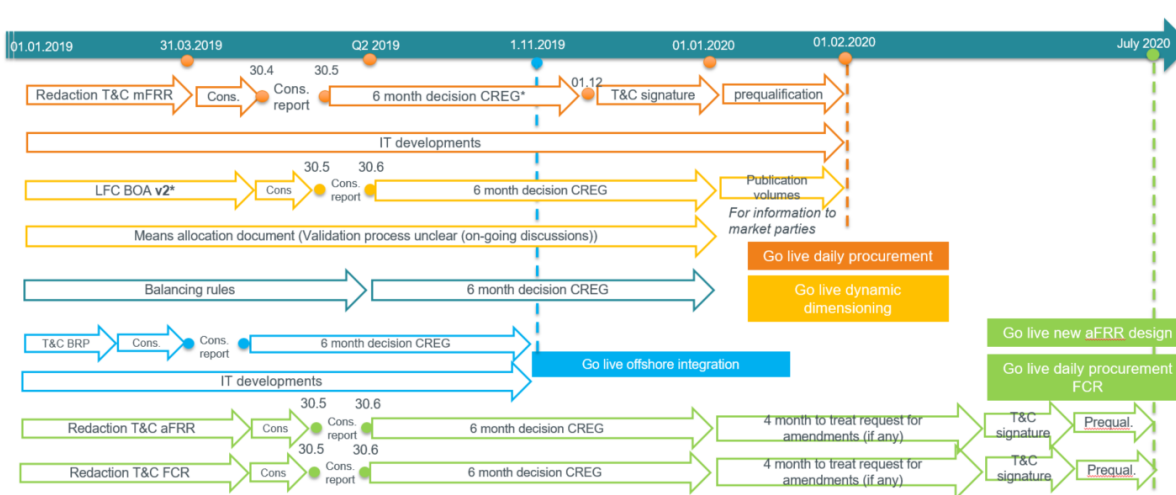 01.01.2019
31.03.2019
Q2 2019
1.11.2019
01.01.2020
01.02.2020
July 2020
Redaction T&C mFRR
Cons.
30.4
Cons.
report
30.5
6 month decision CREG*
01.12
T&C signature
prequalification
IT developments
LFC BOA v2*
Cons
30.5
Cons.
report
30.6
6 month decision CREG
Publication
volumes
For information to
market parties
Means allocation document (Validation process unclear (on-going discussions))
Go live daily procurement
Balancing rules
6 month decision CREG
Go live dynamic
dimensioning
T&C BRP
Cons.
Cons.
report
6 month decision CREG
Go live new aFRR design
Go live offshore integration
IT developments
Go live daily procurement
FCR
Redaction T&C aFRR
Cons
30.5
Cons.
report
30.6
6 month decision CREG
4 month to treat request for
amendments (if any)
T&C
signature
Prequal.
Redaction T&C FCR
Cons
30.5
Cons.
report
30.6
6 month decision CREG
4 month to treat request for
amendments (if any)
T&C
signature
Prequal.